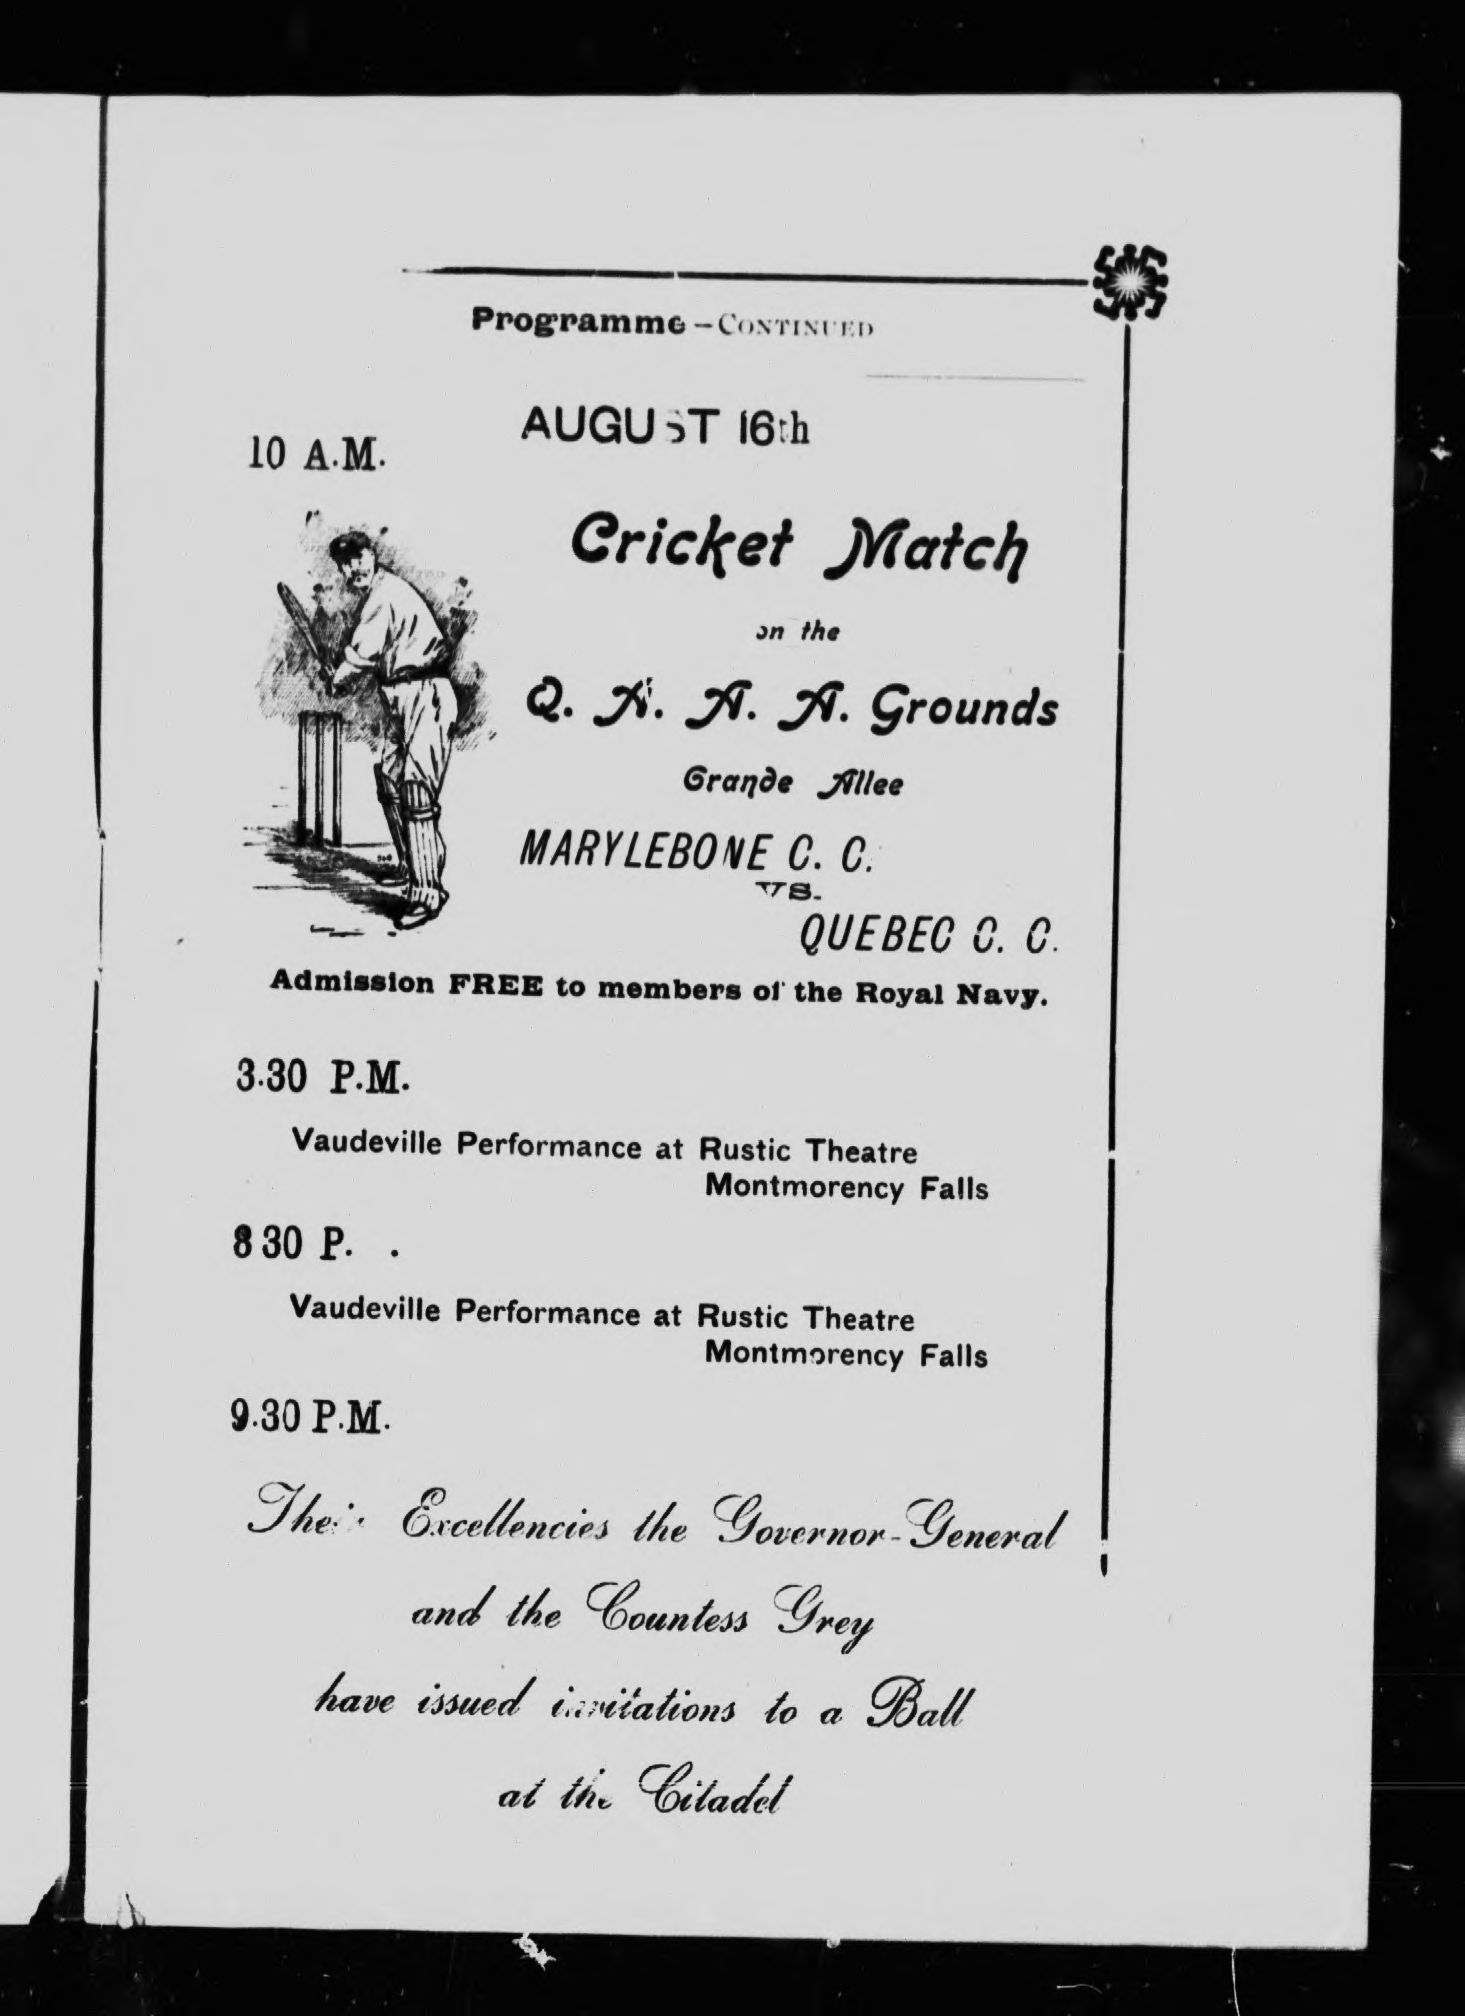 Programme - CONTINUED
AUGUST 16th
10 A.M.
Cricket Match
on the
Q. A. A. A. Grounds
Grande Allee
MARYLEBONE C. C.
VS.
QUEBEC C. C.
Admission FREE to members of the Royal Navy.
3.30 P.M.
Vaudeville Performance at Rustic Theatre
Montmorency Falls
8 30 P. .
Vaudeville Performance at Rustic Theatre
Montmorency Falls
9.30 P.M.
Their Excellencies the Governor-General
and the Countess Grey
have issued invitations to a Ball
at the Citadel